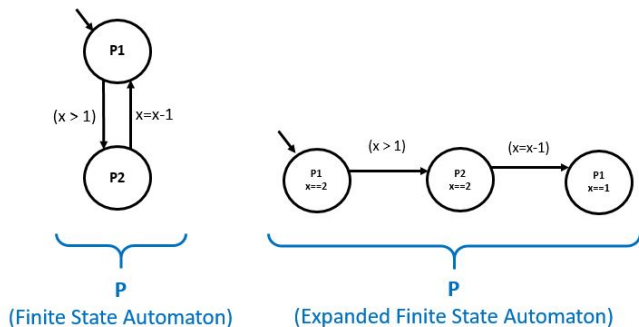 P1
(x > 1)
x=x-1
P2
P
(Finite State Automaton)
P1
x==2
(x > 1)
P2
x==2
(x=x-1)
P1
x==1
P
(Expanded Finite State Automaton)